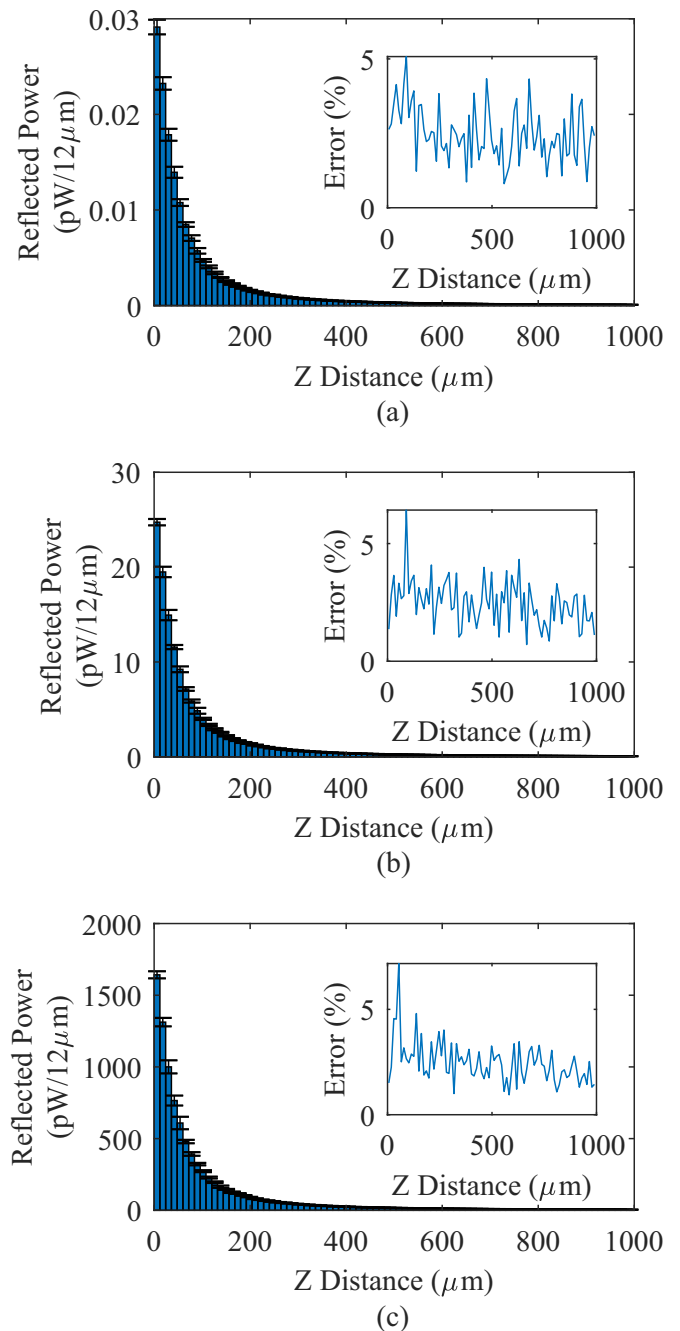 0.03
0.02
0.01
0
Reflected Power
(pW/12μm)
0 200 400 600 800 1000
Z Distance (μm)
5
0
Error (%)
0 500 1000
Z Distance (μm)
(a)
30
20
10
0
Reflected Power
(pW/12μm)
0 200 400 600 800 1000
Z Distance (μm)
5
0
Error (%)
0 500 1000
Z Distance (μm)
(b)
2000
1500
1000
500
0
Reflected Power
(pW/12μm)
0 200 400 600 800 1000
Z Distance (μm)
5
0
Error (%)
0 500 1000
Z Distance (μm)
(c)